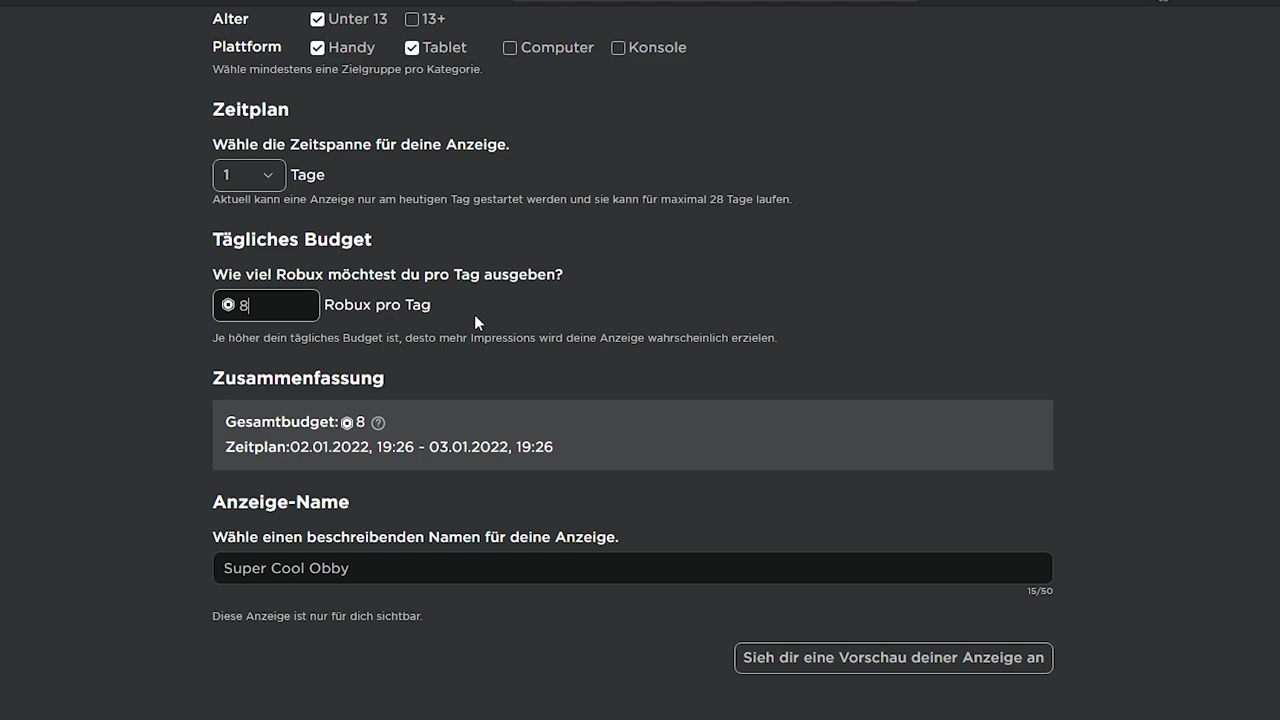 Alter Unter 13 13+
Plattform Handy Tablet Computer Konsole
Wähle mindestens eine Zielgruppe pro Kategorie.
Zeitplan
Wähle die Zeitspanne für deine Anzeige.
1 Tage
Aktuell kann eine Anzeige nur am heutigen Tag gestartet werden und sie kann für maximal 28 Tage laufen.
Tägliches Budget
Wie viel Robux möchtest du pro Tag ausgeben?
8 Robux pro Tag
Je höher dein tägliches Budget ist, desto mehr Impressions wird deine Anzeige wahrscheinlich erzielen.
Zusammenfassung
Gesamtbudget: 8 ?
Zeitplan:02.01.2022, 19:26 - 03.01.2022, 19:26
Anzeige-Name
Wähle einen beschreibenden Namen für deine Anzeige.
Super Cool Obby
15/50
Diese Anzeige ist nur für dich sichtbar.
Sieh dir eine Vorschau deiner Anzeige an